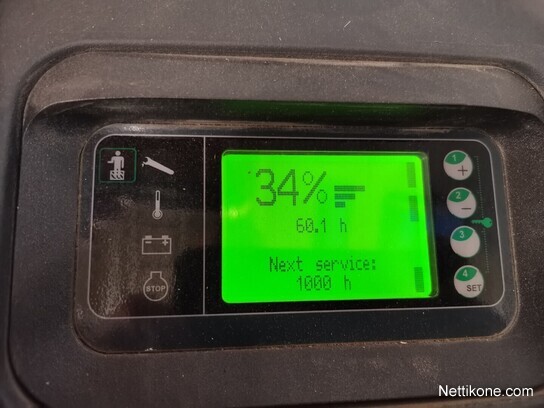 34%
60.1 h
Next service:
1000 h
STOP
1
+
2
−
3
4
SET
Nettikone.com